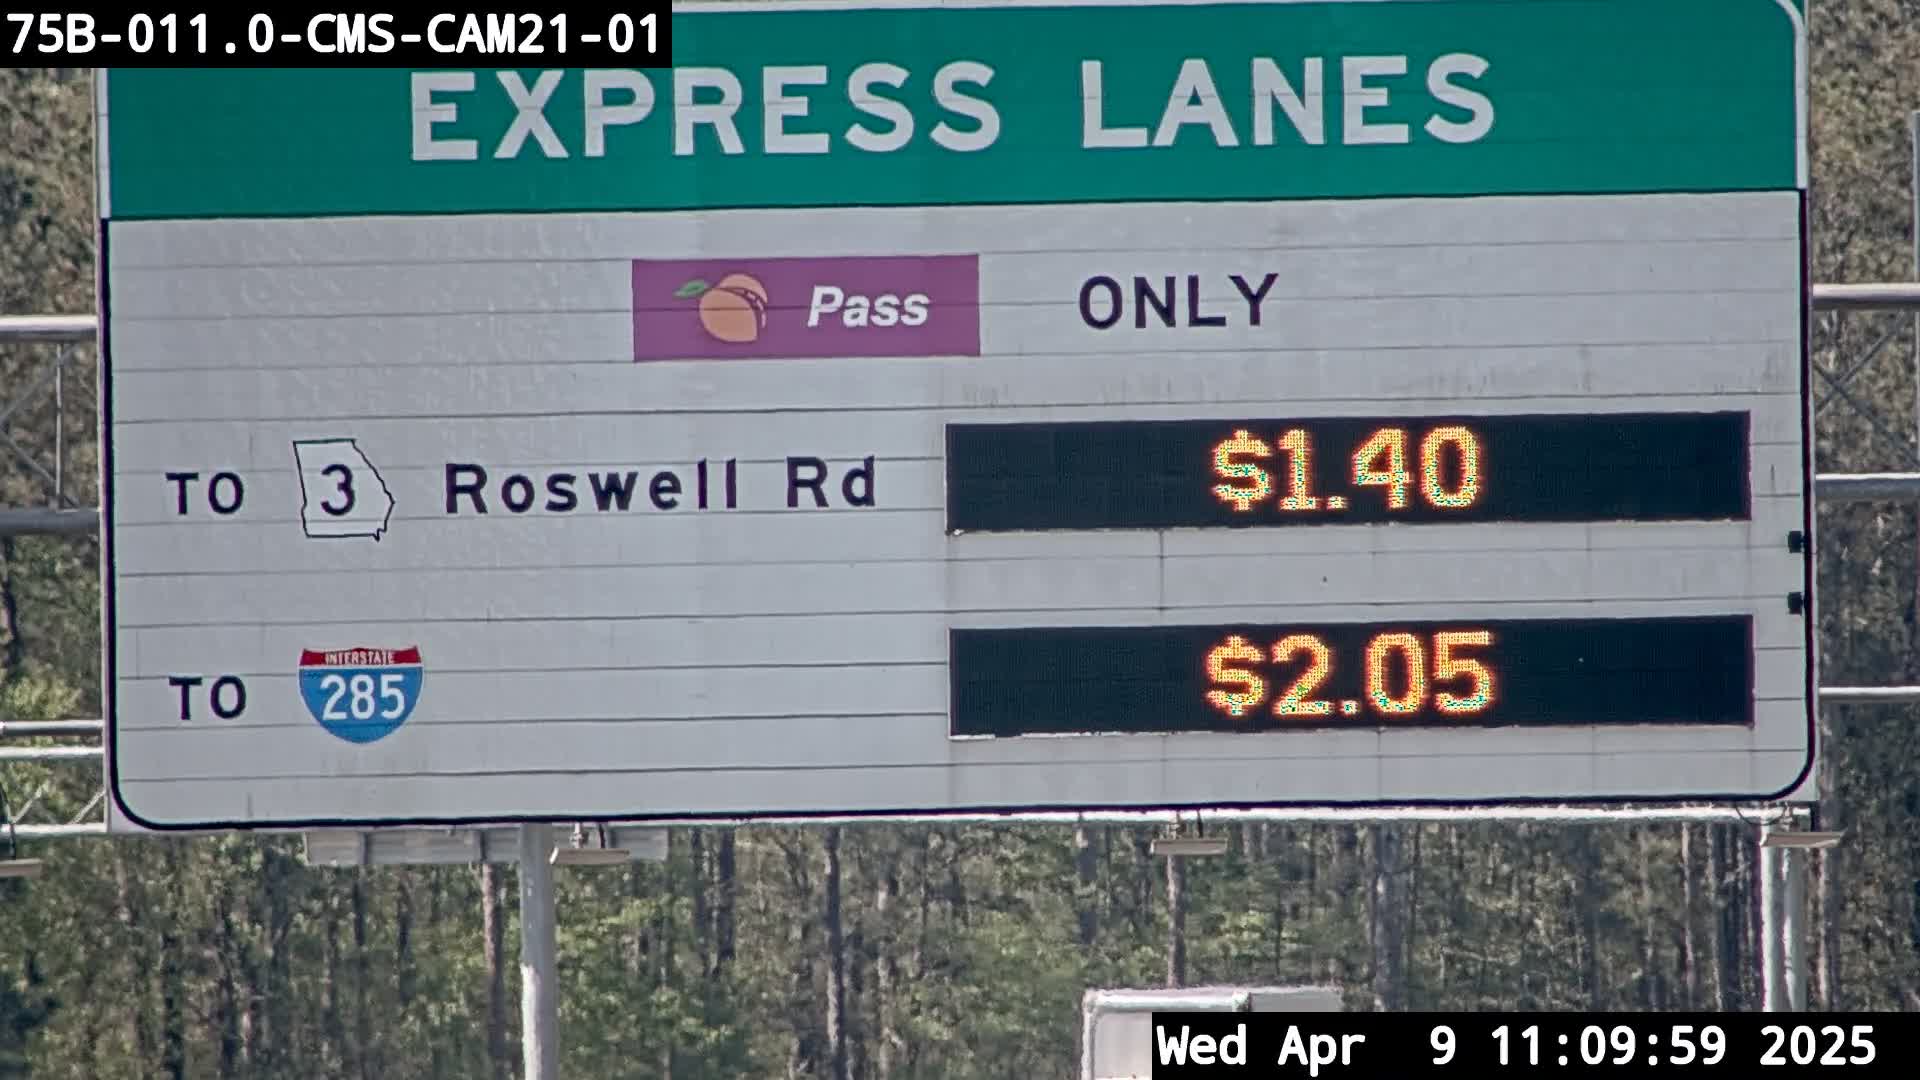 75B-011.0-CMS-CAM21-01
EXPRESS LANES
Pass ONLY
TO 3 Roswell Rd $1.40
INTERSTATE
TO 285 $2.05
Wed Apr 9 11:09:59 2025